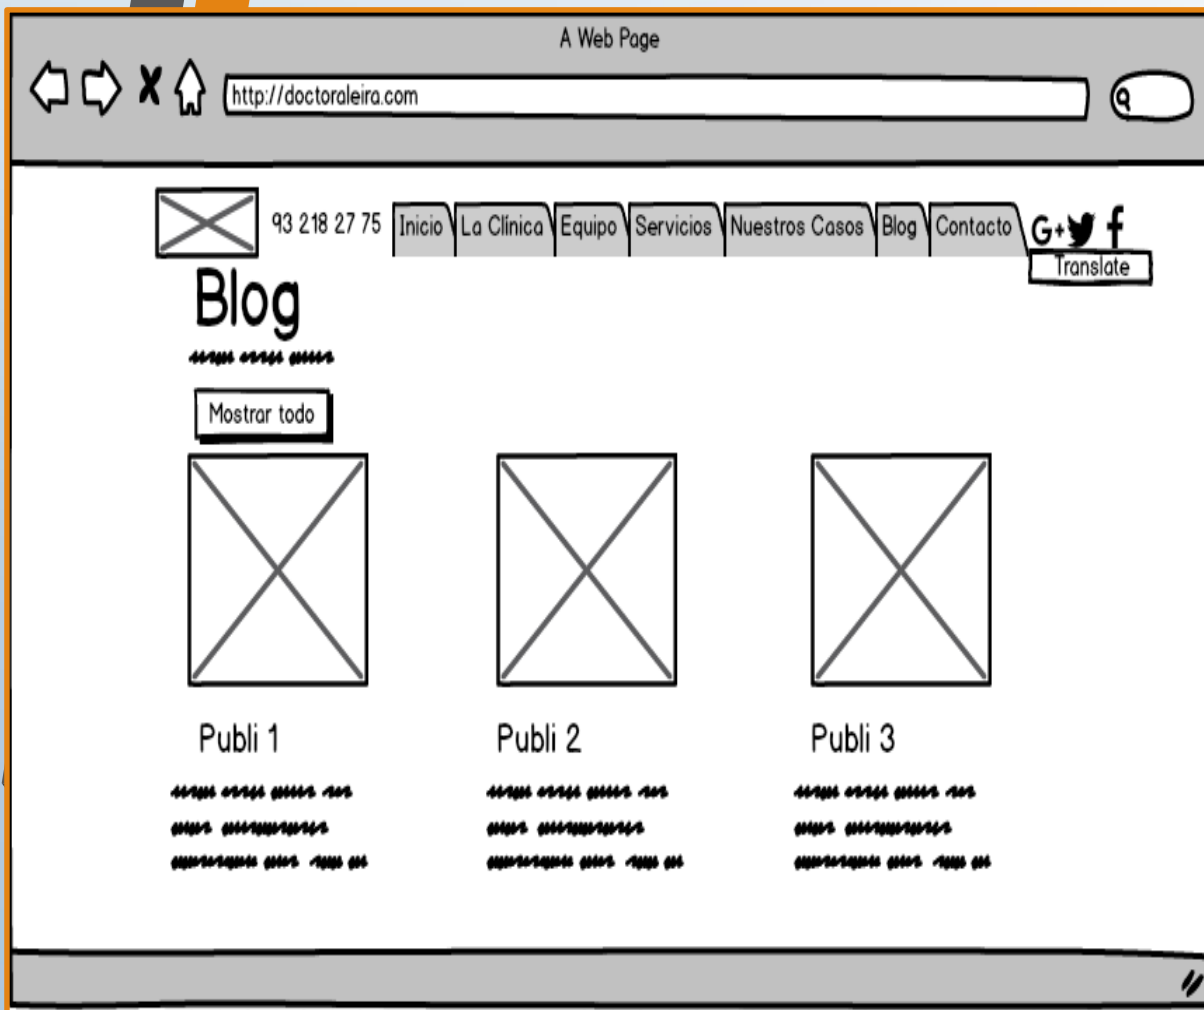 A Web Page
http://doctoraleira.com
93 218 27 75 Inicio La Clínica Equipo Servicios Nuestros Casos Blog Contacto G+ f
Translate
Blog
Mostrar todo
Publi 1 Publi 2 Publi 3